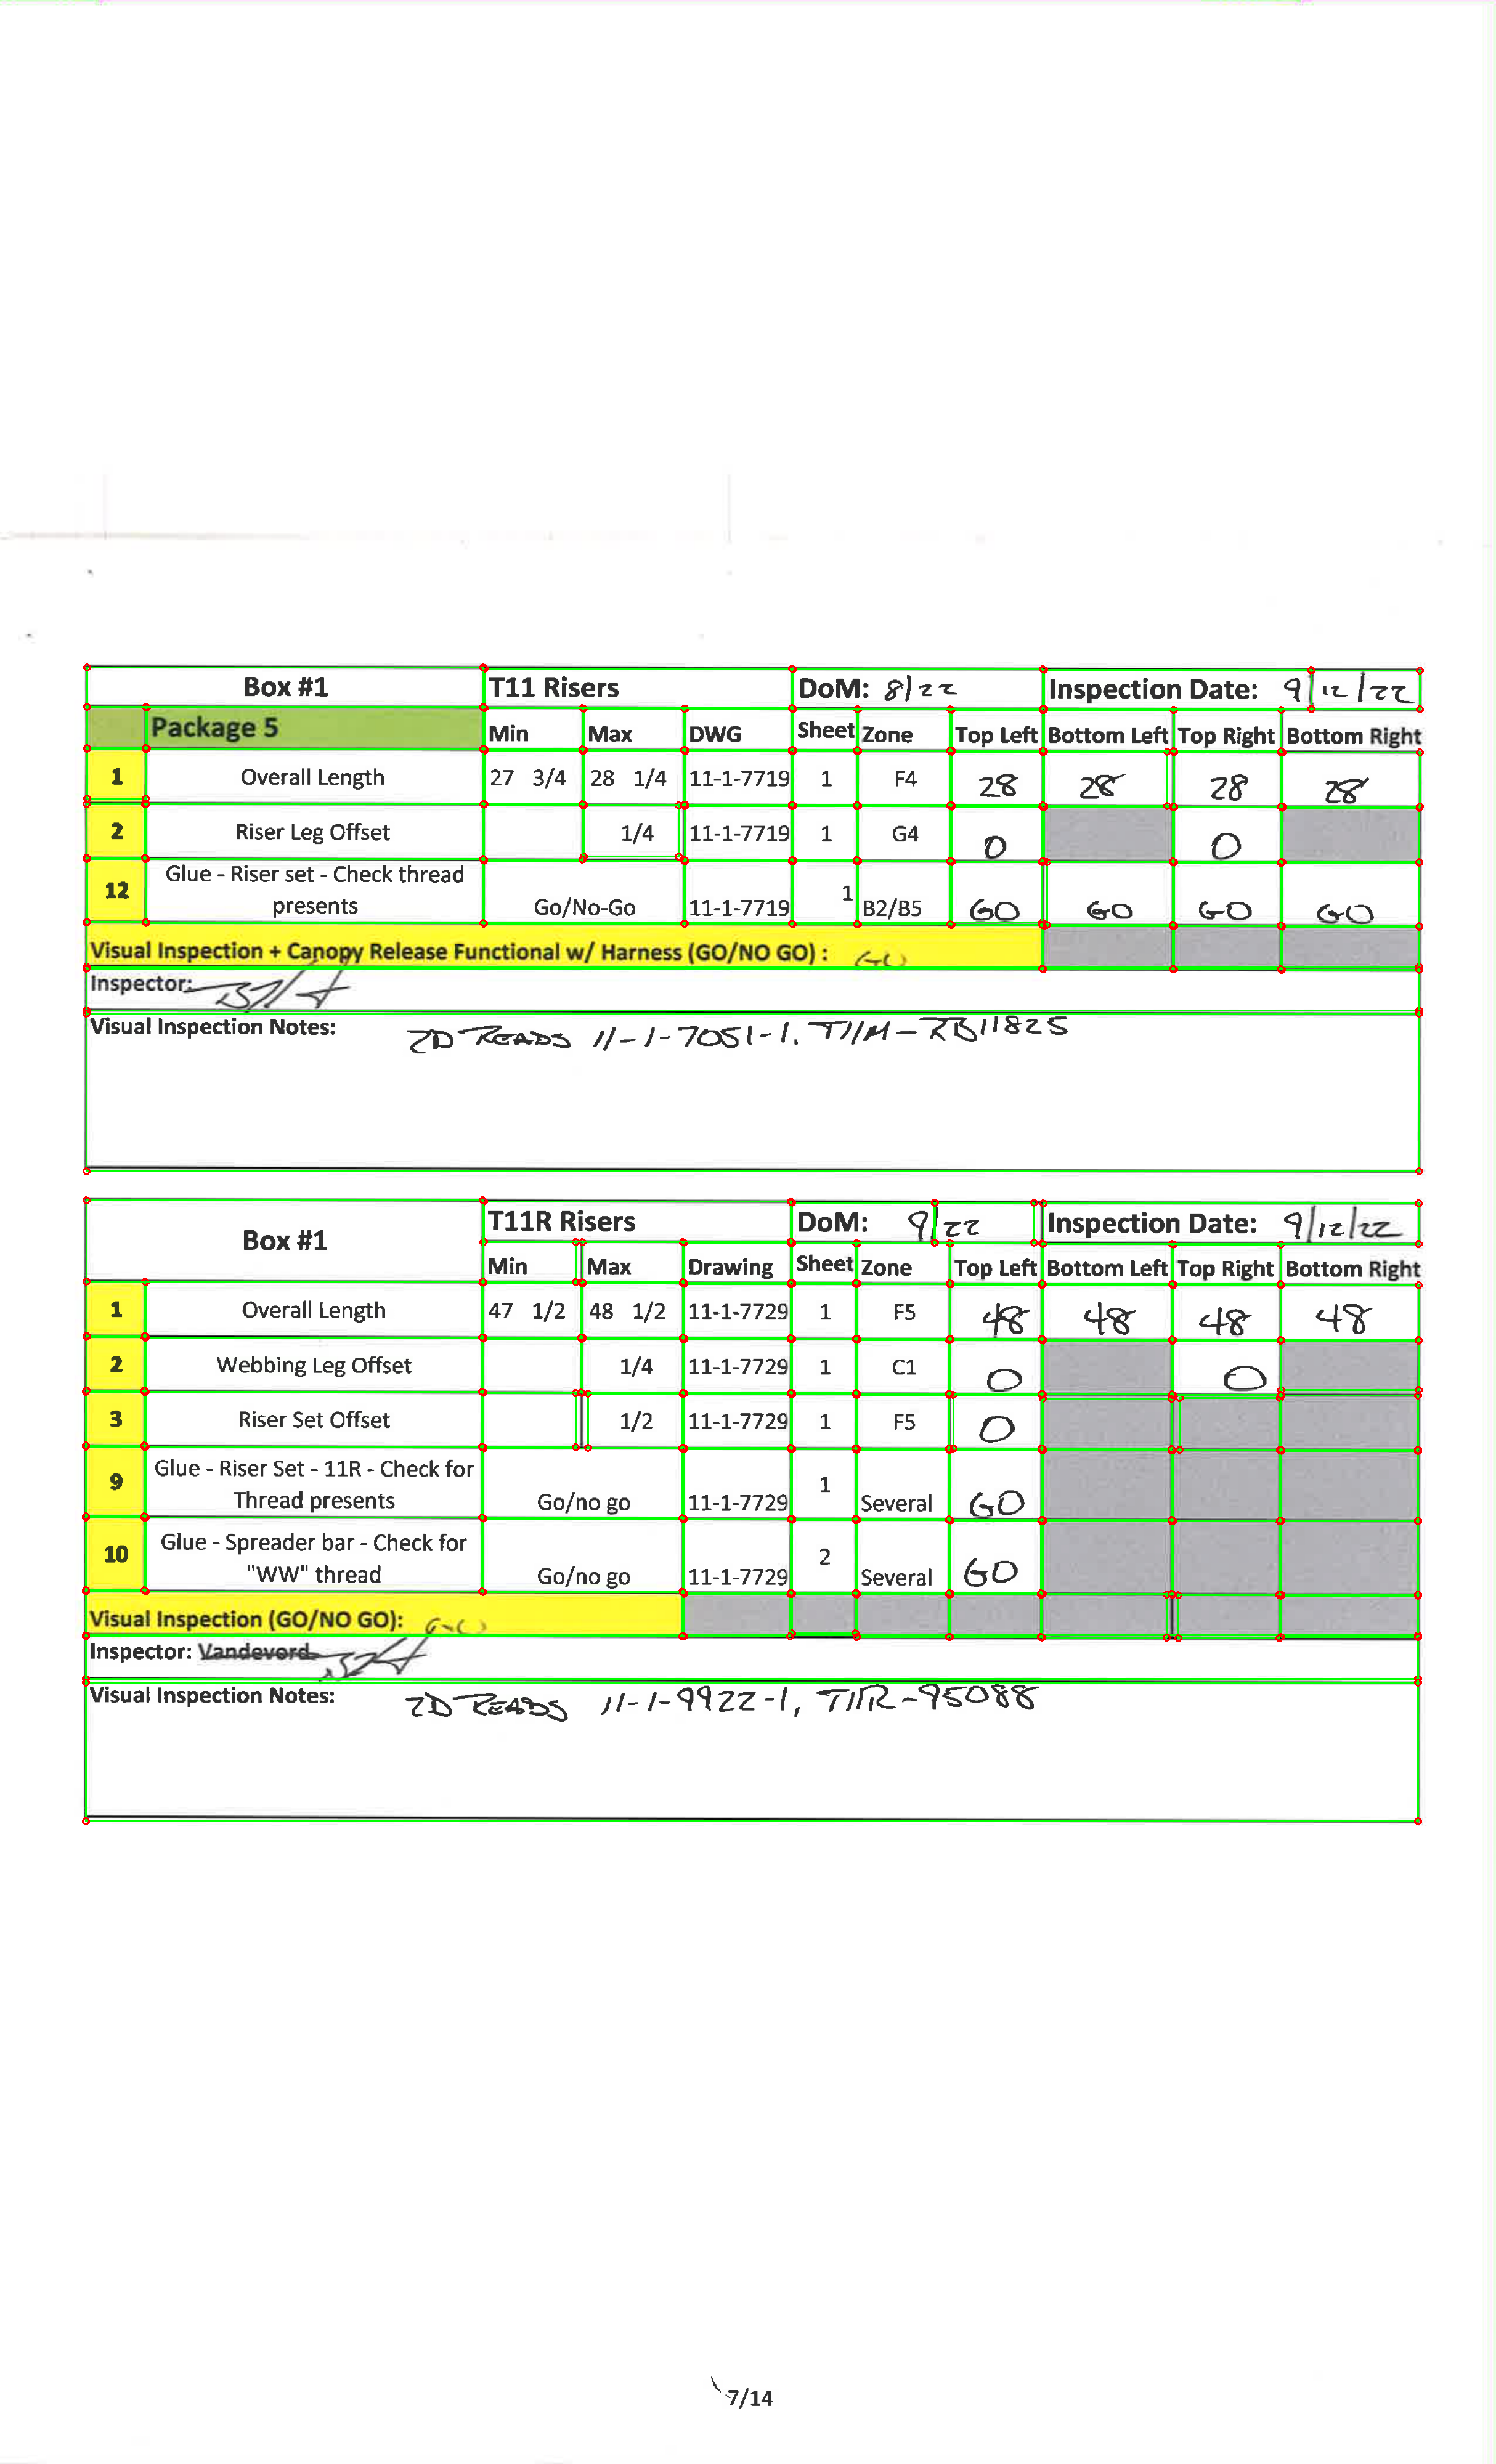 Box #1 T11 Risers DoM: 8/22 Inspection Date: 9/12/22
Package 5 Min Max DWG Sheet Zone Top Left Bottom Left Top Right Bottom Right
1 Overall Length 27 3/4 28 1/4 11-1-7719 1 F4 28 28 28 28
2 Riser Leg Offset 1/4 11-1-7719 1 G4 0 0
12 Glue - Riser set - Check thread
presents Go/No-Go 11-1-7719 1 B2/B5 GO GO GO GO
Visual Inspection + Canopy Release Functional w/ Harness (GO/NO GO) : GO
Inspector:
Visual Inspection Notes: 2D READS 11-1-7051-1. T11M-RB11825
Box #1 T11R Risers DoM: 9/22 Inspection Date: 9/12/22
Min Max Drawing Sheet Zone Top Left Bottom Left Top Right Bottom Right
1 Overall Length 47 1/2 48 1/2 11-1-7729 1 F5 48 48 48 48
2 Webbing Leg Offset 1/4 11-1-7729 1 C1 0 0
3 Riser Set Offset 1/2 11-1-7729 1 F5 0
9 Glue - Riser Set - 11R - Check for
Thread presents Go/no go 11-1-7729 1 Several GO
10 Glue - Spreader bar - Check for
"WW" thread Go/no go 11-1-7729 2 Several GO
Visual Inspection (GO/NO GO): GO
Inspector: Vandevord
Visual Inspection Notes: 2D READS 11-1-9922-1, T11R-95088
7/14